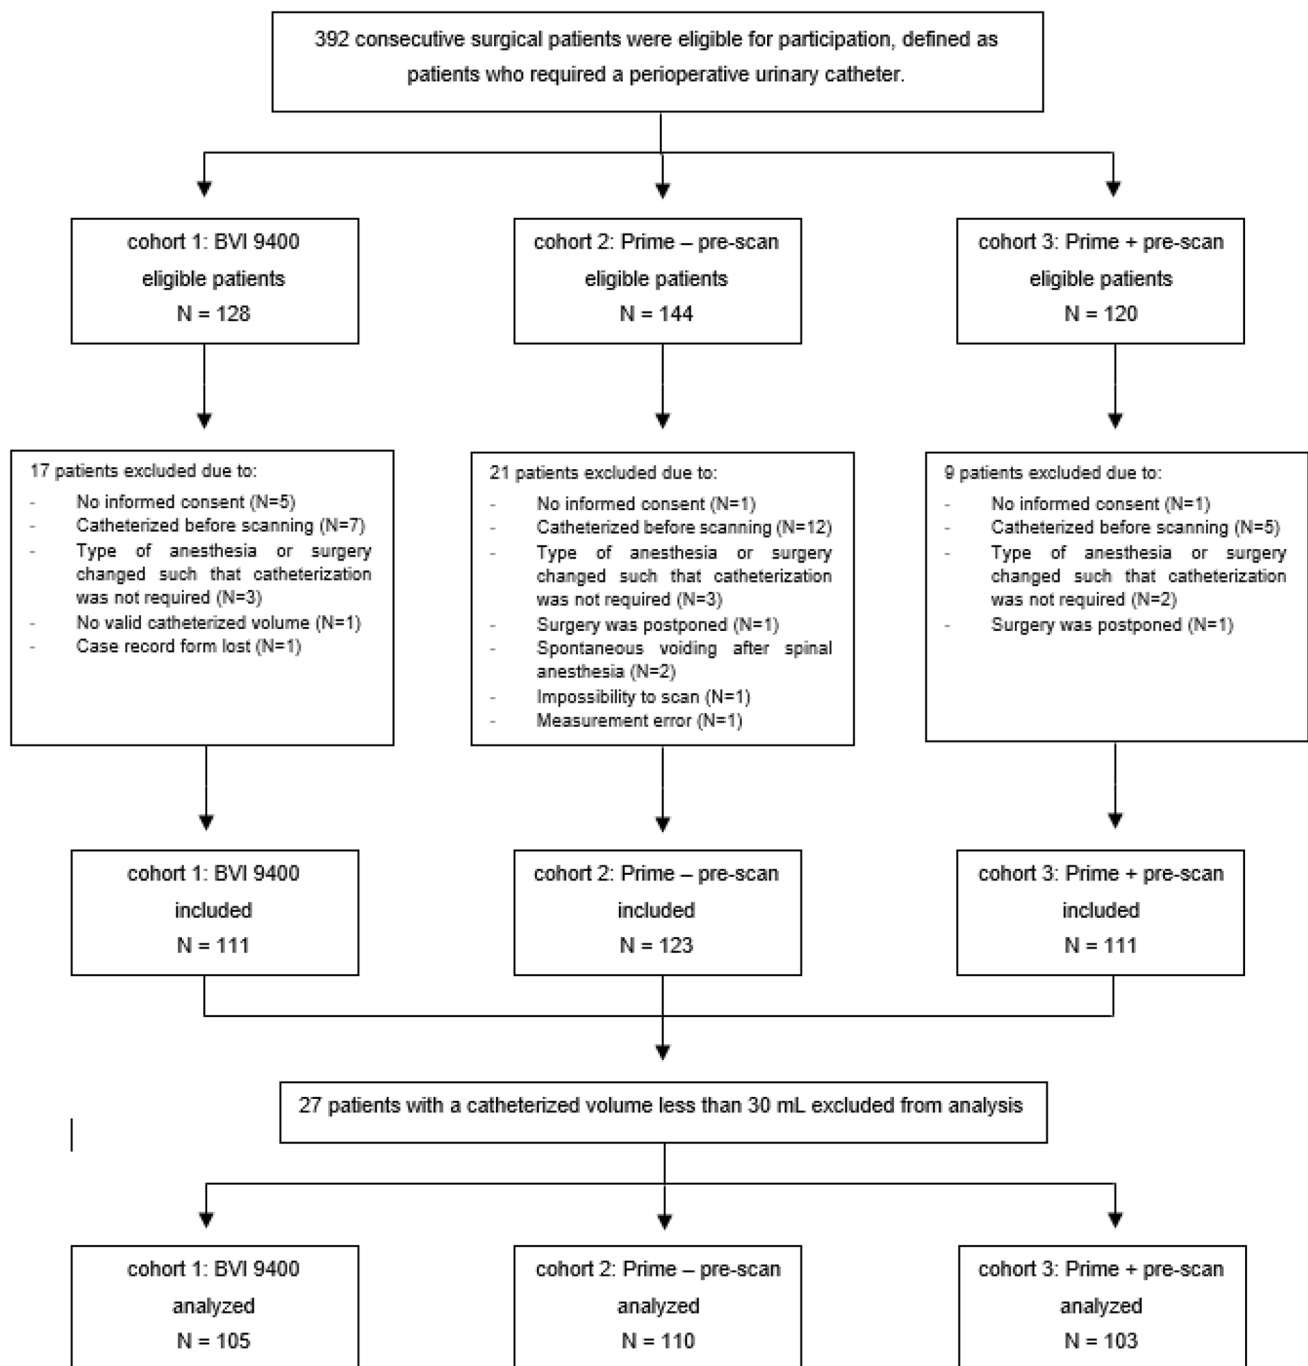 392 consecutive surgical patients were eligible for participation, defined as
patients who required a perioperative urinary catheter.
cohort 1: BVI 9400
eligible patients
N = 128
cohort 2: Prime – pre-scan
eligible patients
N = 144
cohort 3: Prime + pre-scan
eligible patients
N = 120
17 patients excluded due to:
- No informed consent (N=5)
- Catheterized before scanning (N=7)
- Type of anesthesia or surgery
changed such that catheterization
was not required (N=3)
- No valid catheterized volume (N=1)
- Case record form lost (N=1)
21 patients excluded due to:
- No informed consent (N=1)
- Catheterized before scanning (N=12)
- Type of anesthesia or surgery
changed such that catheterization
was not required (N=3)
- Surgery was postponed (N=1)
- Spontaneous voiding after spinal
anesthesia (N=2)
- Impossibility to scan (N=1)
- Measurement error (N=1)
9 patients excluded due to:
- No informed consent (N=1)
- Catheterized before scanning (N=5)
- Type of anesthesia or surgery
changed such that catheterization
was not required (N=2)
- Surgery was postponed (N=1)
cohort 1: BVI 9400
included
N = 111
cohort 2: Prime – pre-scan
included
N = 123
cohort 3: Prime + pre-scan
included
N = 111
27 patients with a catheterized volume less than 30 mL excluded from analysis
cohort 1: BVI 9400
analyzed
N = 105
cohort 2: Prime – pre-scan
analyzed
N = 110
cohort 3: Prime + pre-scan
analyzed
N = 103